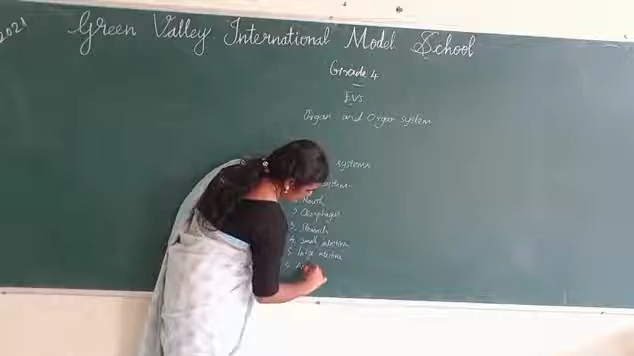 2021
Green Valley International Model School
Grade 4
EVS
Organ and Organ system
system
system
1. Mouth
2. Oesophagus
3. Stomach
4. Small intestine
5. large intestine
6. A